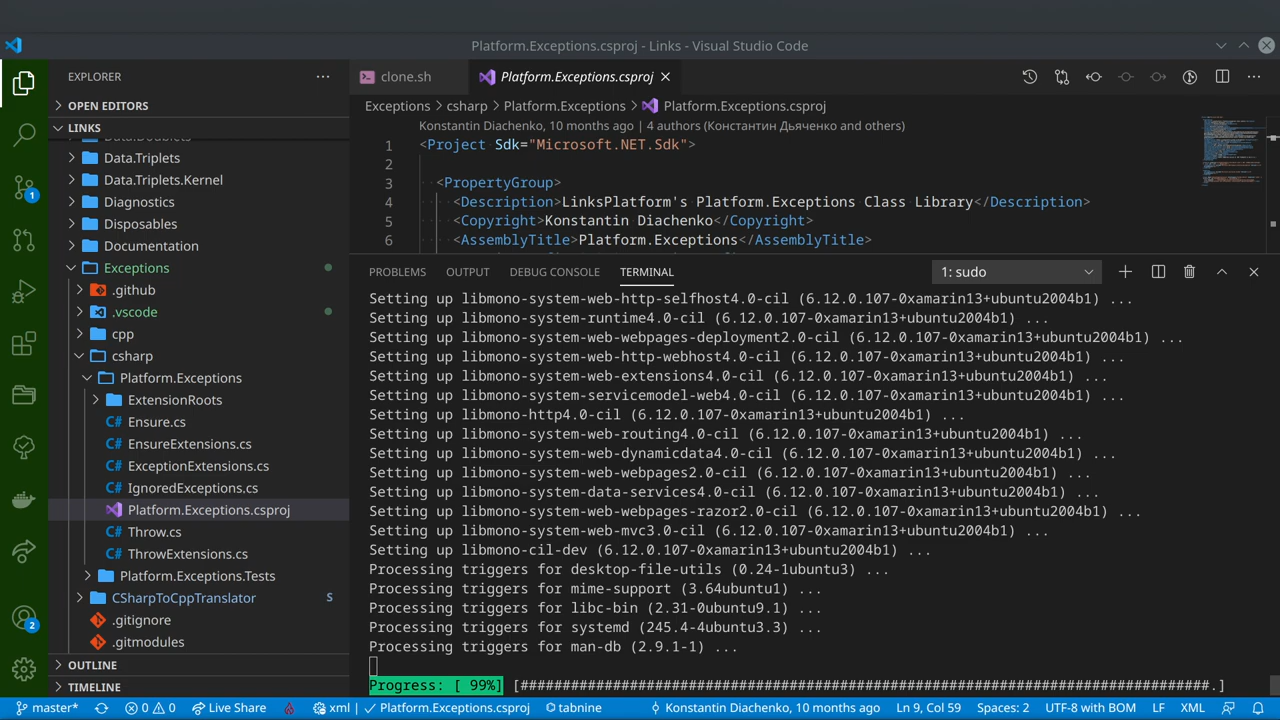 Platform.Exceptions.csproj - Links - Visual Studio Code
EXPLORER
OPEN EDITORS
LINKS
Data.Triplets
Data.Triplets.Kernel
Diagnostics
Disposables
Documentation
Exceptions
.github
.vscode
cpp
csharp
Platform.Exceptions
ExtensionRoots
C# Ensure.cs
C# EnsureExtensions.cs
C# ExceptionExtensions.cs
C# IgnoredExceptions.cs
Platform.Exceptions.csproj
C# Throw.cs
C# ThrowExtensions.cs
Platform.Exceptions.Tests
CSharpToCppTranslator S
.gitignore
.gitmodules
OUTLINE
TIMELINE
1
2
clone.sh
Platform.Exceptions.csproj
Exceptions > csharp > Platform.Exceptions > Platform.Exceptions.csproj
Konstantin Diachenko, 10 months ago | 4 authors (Константин Дьяченко and others)
1 <Project Sdk="Microsoft.NET.Sdk">
2
3 <PropertyGroup>
4 <Description>LinksPlatform's Platform.Exceptions Class Library</Description>
5 <Copyright>Konstantin Diachenko</Copyright>
6 <AssemblyTitle>Platform.Exceptions</AssemblyTitle>
PROBLEMS OUTPUT DEBUG CONSOLE TERMINAL 1: sudo
Setting up libmono-system-web-http-selfhost4.0-cil (6.12.0.107-0xamarin13+ubuntu2004b1) ...
Setting up libmono-system-runtime4.0-cil (6.12.0.107-0xamarin13+ubuntu2004b1) ...
Setting up libmono-system-web-webpages-deployment2.0-cil (6.12.0.107-0xamarin13+ubuntu2004b1) ...
Setting up libmono-system-web-http-webhost4.0-cil (6.12.0.107-0xamarin13+ubuntu2004b1) ...
Setting up libmono-system-web-extensions4.0-cil (6.12.0.107-0xamarin13+ubuntu2004b1) ...
Setting up libmono-system-servicemodel-web4.0-cil (6.12.0.107-0xamarin13+ubuntu2004b1) ...
Setting up libmono-http4.0-cil (6.12.0.107-0xamarin13+ubuntu2004b1) ...
Setting up libmono-system-web-routing4.0-cil (6.12.0.107-0xamarin13+ubuntu2004b1) ...
Setting up libmono-system-web-dynamicdata4.0-cil (6.12.0.107-0xamarin13+ubuntu2004b1) ...
Setting up libmono-system-web-webpages2.0-cil (6.12.0.107-0xamarin13+ubuntu2004b1) ...
Setting up libmono-system-data-services4.0-cil (6.12.0.107-0xamarin13+ubuntu2004b1) ...
Setting up libmono-system-web-webpages-razor2.0-cil (6.12.0.107-0xamarin13+ubuntu2004b1) ...
Setting up libmono-system-web-mvc3.0-cil (6.12.0.107-0xamarin13+ubuntu2004b1) ...
Setting up libmono-cil-dev (6.12.0.107-0xamarin13+ubuntu2004b1) ...
Processing triggers for desktop-file-utils (0.24-1ubuntu3) ...
Processing triggers for mime-support (3.64ubuntu1) ...
Processing triggers for libc-bin (2.31-0ubuntu9.1) ...
Processing triggers for systemd (245.4-4ubuntu3.3) ...
Processing triggers for man-db (2.9.1-1) ...
Progress: [ 99%] [##################################################################################.]
master* 0 0 Live Share xml Platform.Exceptions.csproj tabnine Konstantin Diachenko, 10 months ago Ln 9, Col 59 Spaces: 2 UTF-8 with BOM LF XML